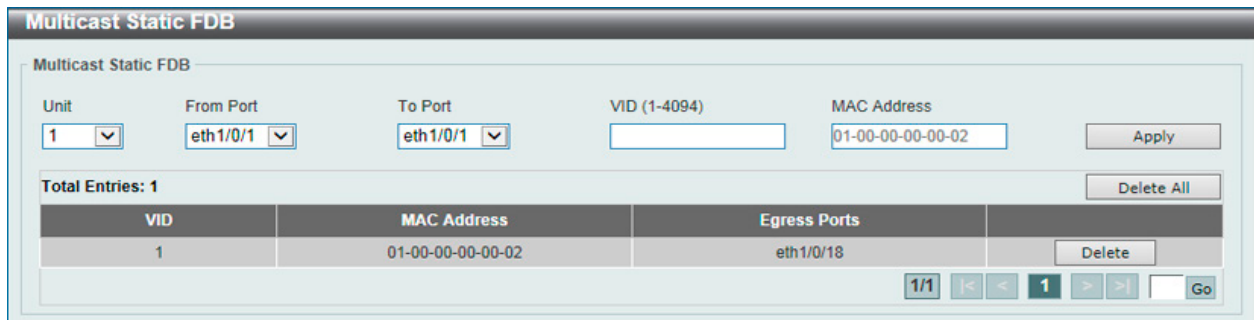 Multicast Static FDB
Multicast Static FDB
Unit From Port To Port VID (1-4094) MAC Address
1 eth1/0/1 eth1/0/1 01-00-00-00-00-02 Apply
Total Entries: 1 Delete All
VID MAC Address Egress Ports
1 01-00-00-00-00-02 eth1/0/18 Delete
1/1 |< < 1 > >| Go